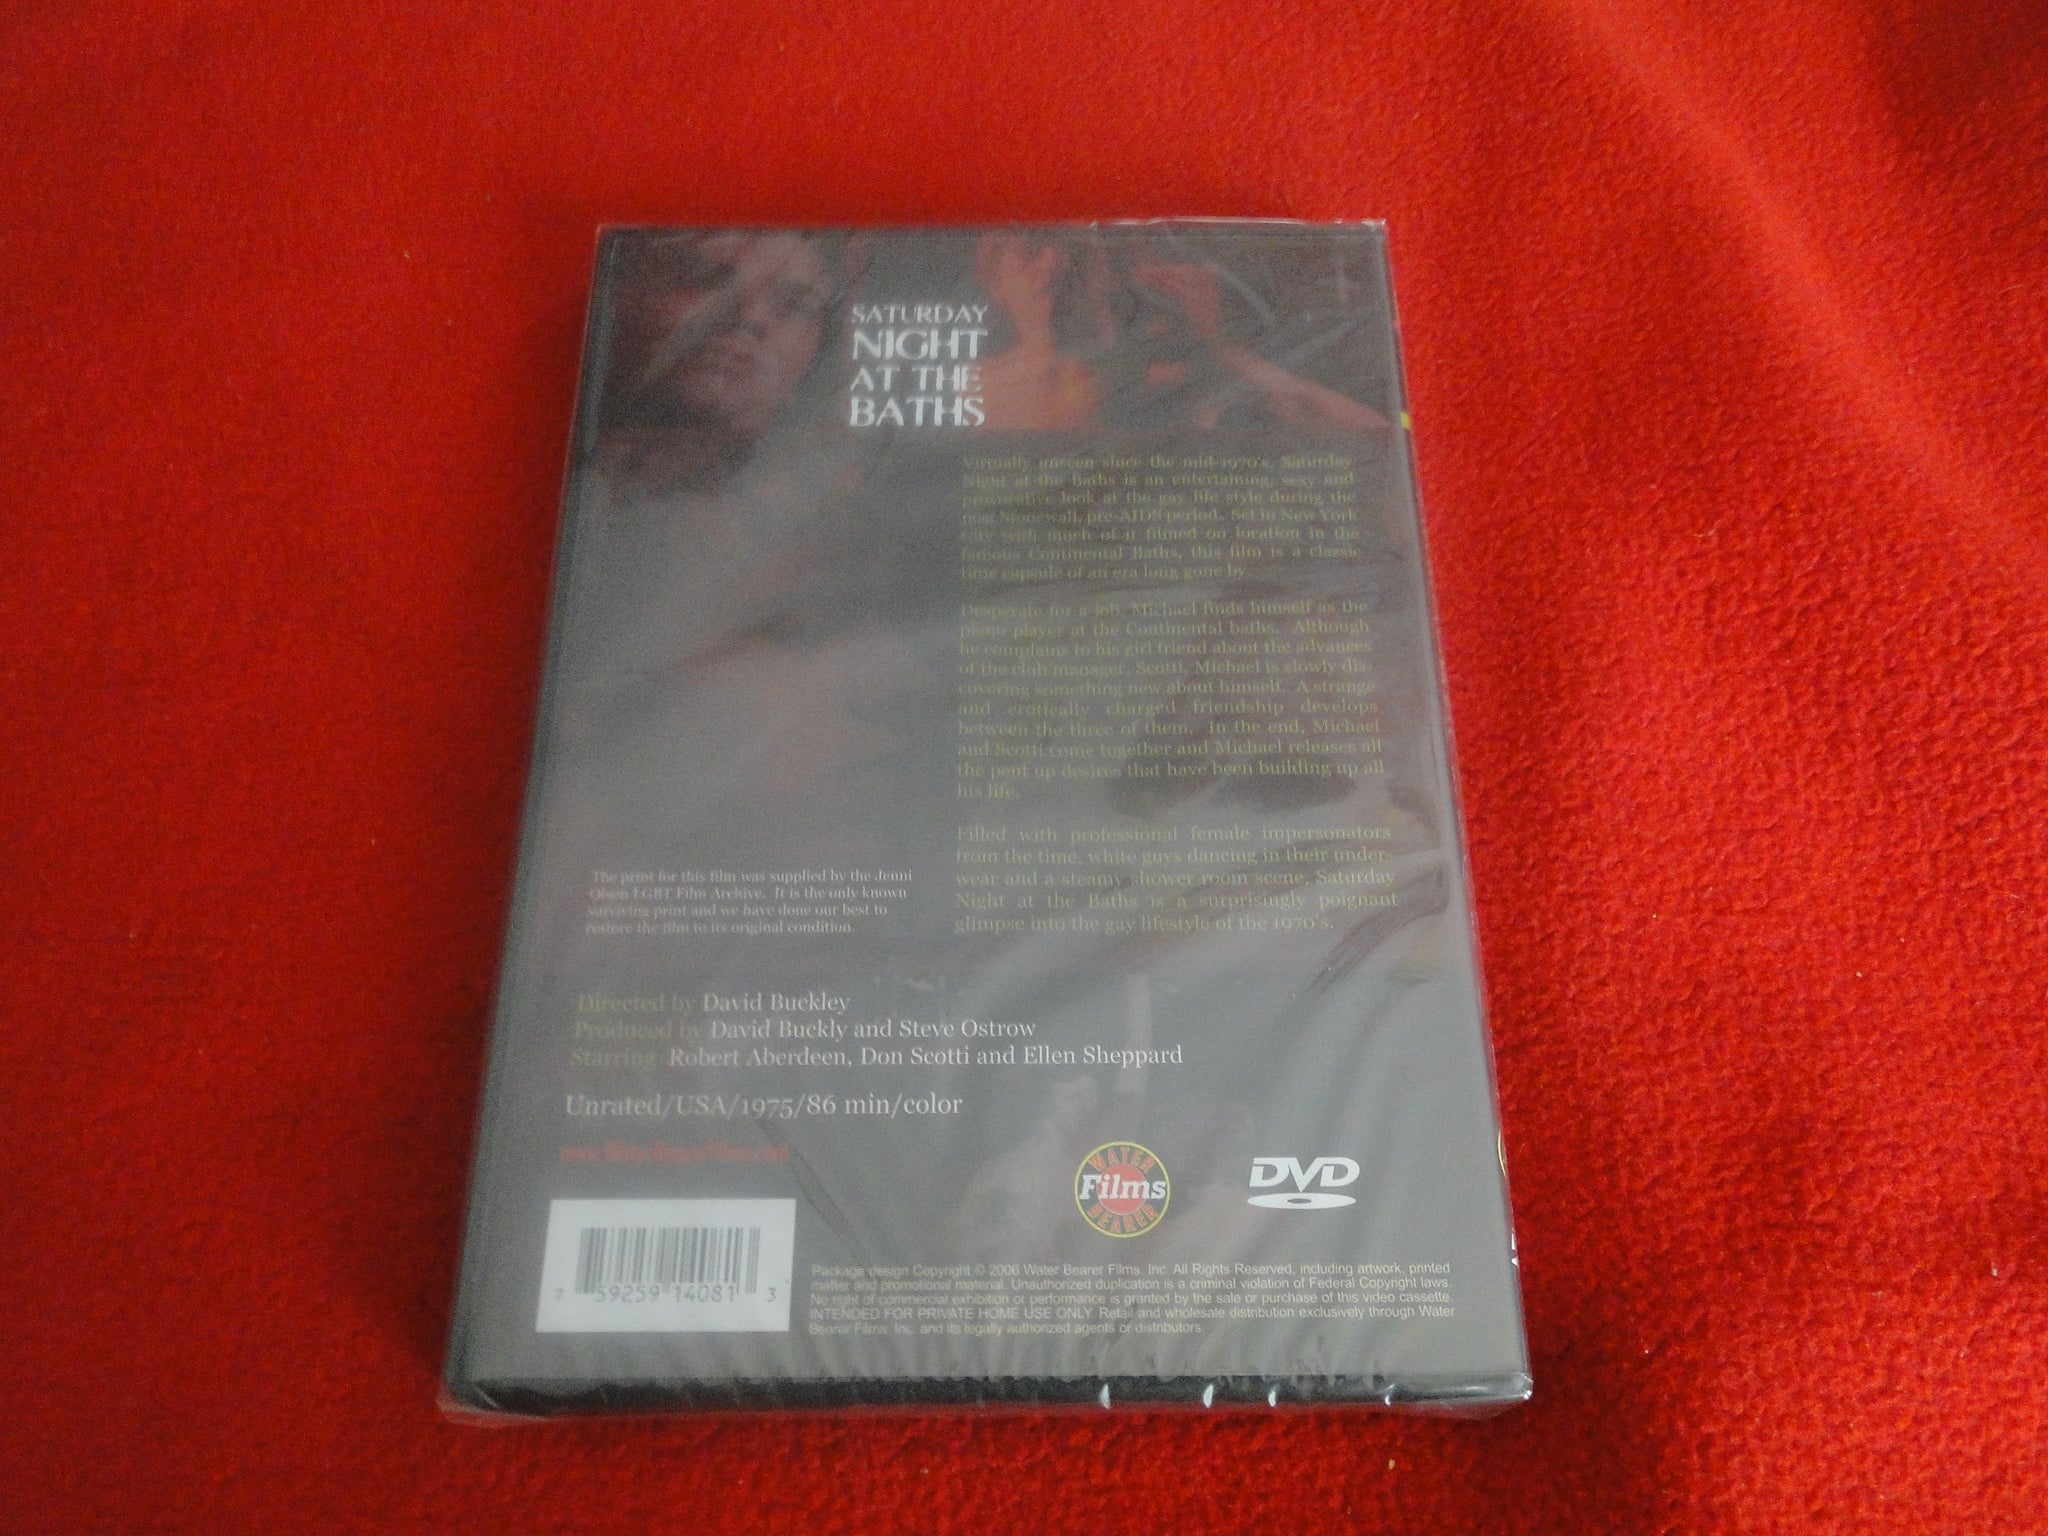 SATURDAY
NIGHT
AT THE
BATHS
Virtually unseen since the mid-1970's, Saturday
Night at the Baths is an entertaining, sexy and
provocative look at the gay life style during the
post Stonewall, pre-AIDS period. Set in New York
City with much of it filmed on location in the
famous Continental Baths, this film is a classic
time capsule of an era long gone by.
Desperate for a job, Michael finds himself as the
piano player at the Continental baths. Although
he complains to his girl friend about the advances
of the club manager, Scotti, Michael is slowly dis-
covering something new about himself. A strange
and erotically charged friendship develops
between the three of them. In the end, Michael
and Scotti come together and Michael releases all
the pent up desires that have been building up all
his life.
Filled with professional female impersonators
from the time, white guys dancing in their under-
wear and a steamy shower room scene, Saturday
Night at the Baths is a surprisingly poignant
glimpse into the gay lifestyle of the 1970's.
The print for this film was supplied by the Jenni
Olson LGBT Film Archive. It is the only known
surviving print and we have done our best to
restore the film to its original condition.
Directed by David Buckley
Produced by David Buckly and Steve Ostrow
Starring Robert Aberdeen, Don Scotti and Ellen Sheppard
Unrated/USA/1975/86 min/color
WATER
Films
BEARER
DVD
7 59259 14081 3
Package design Copyright © 2006 Water Bearer Films, Inc. All Rights Reserved, including artwork, printed
matter and promotional material. Unauthorized duplication is a criminal violation of Federal Copyright laws.
No right of commercial exhibition or performance is granted by the sale or purchase of this video cassette.
INTENDED FOR PRIVATE HOME USE ONLY. Retail and wholesale distribution exclusively through Water
Bearer Films, Inc. and its legally authorized agents or distributors.